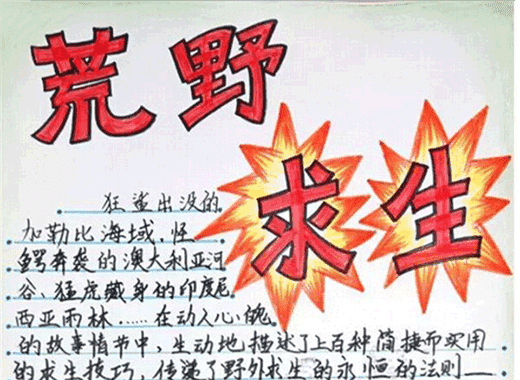 荒野
求生
狂鲨出没的
加勒比海域.怪
鳄奔袭的澳大利亚河
谷、猛虎藏身的印度尼
西亚雨林……在动人心魄
的故事情节中,生动地描述了上百种简捷而实用
的求生技巧,传递了野外求生的永恒的法则——